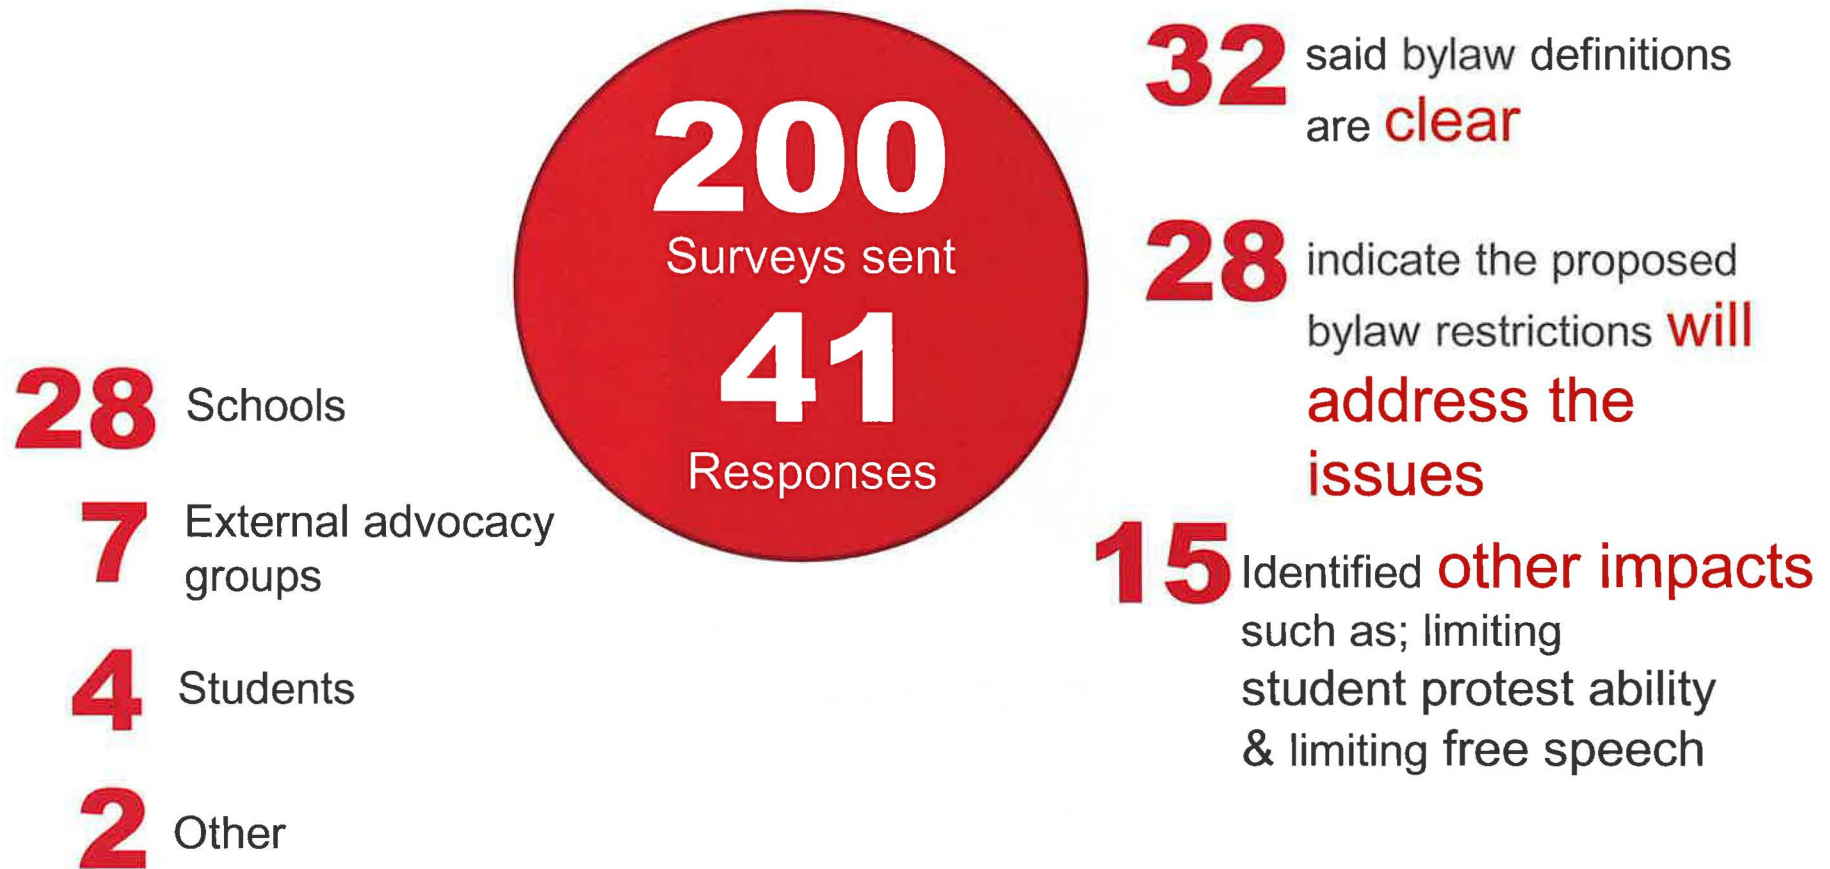 200
Surveys sent
41
Responses
28 Schools
7 External advocacy
groups
4 Students
2 Other
32 said bylaw definitions
are clear
28 indicate the proposed
bylaw restrictions will
address the
issues
15 Identified other impacts
such as; limiting
student protest ability
& limiting free speech